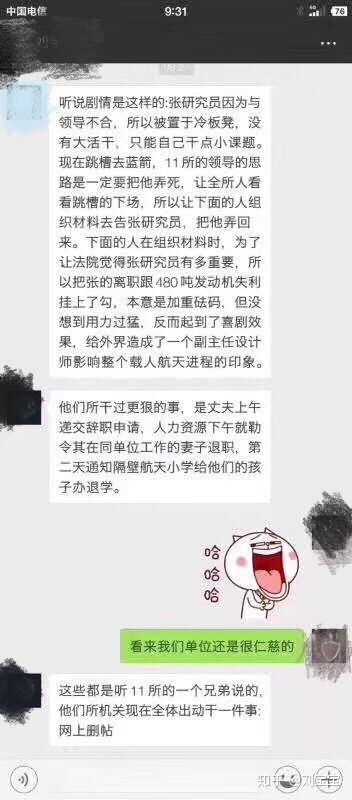 中国电信
9:31
4G
76
听说剧情是这样的:张研究员因为与
领导不合，所以被置于冷板凳，没
有大活干，只能自己干点小课题。
现在跳槽去蓝箭，11所的领导的思
路是一定要把他弄死，让全所人看
看跳槽的下场，所以让下面的人组
织材料去告张研究员，把他弄回
来。下面的人在组织材料时，为了
让法院觉得张研究员有多重要，所
以把张的离职跟480吨发动机失利
挂上了勾，本意是加重砝码，但没
想到用力过猛，反而起到了喜剧效
果，给外界造成了一个副主任设计
师影响整个载人航天进程的印象。
他们所干过更狠的事，是丈夫上午
递交辞职申请，人力资源下午就勒
令其在同单位工作的妻子退职，第
二天通知隔壁航天小学给他们的孩
子办退学。
哈
哈
哈
看来我们单位还是很仁慈的
这些都是听11所的一个兄弟说的，
他们所机关现在全体出动干一件事:
网上删帖